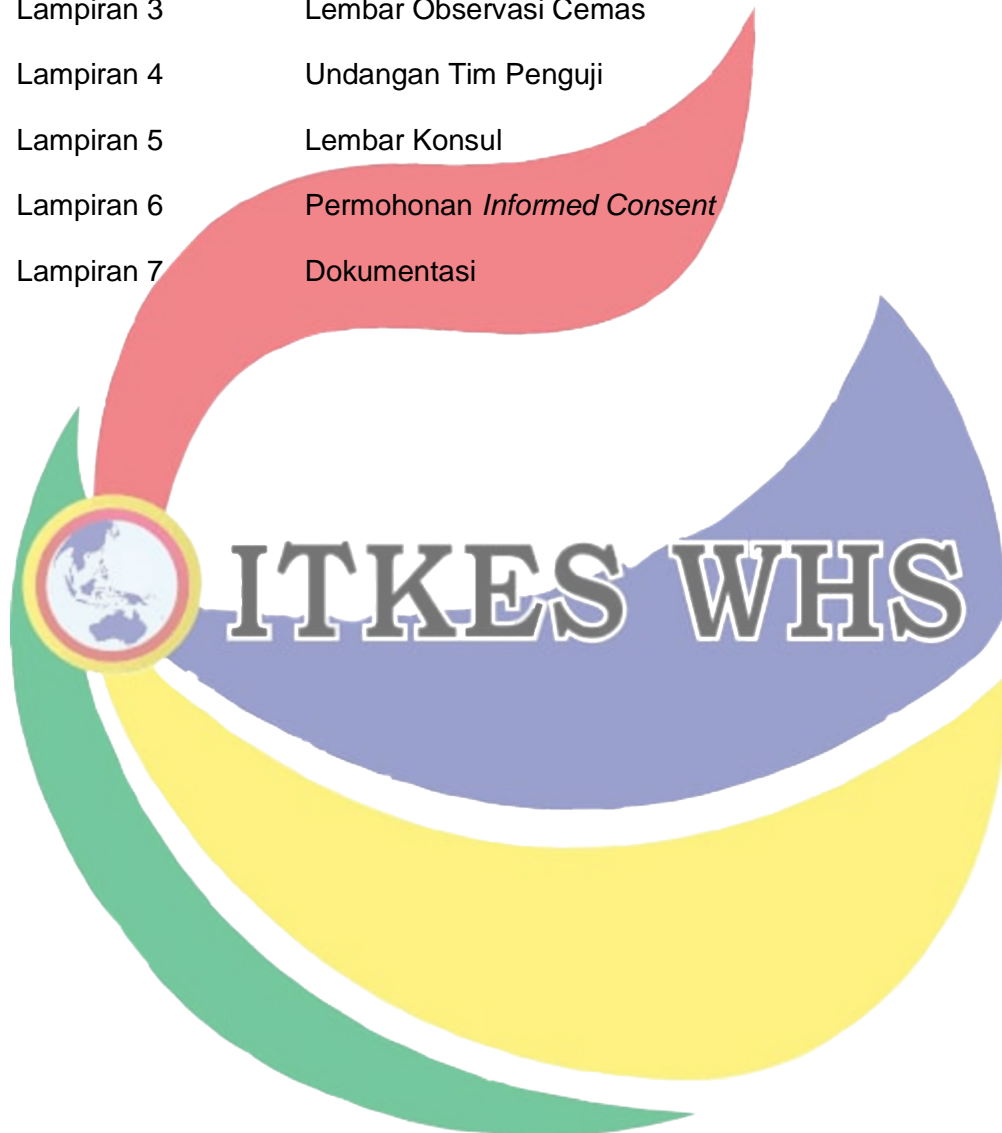 Lampiran 3 Lembar Observasi Cemas
Lampiran 4 Undangan Tim Penguji
Lampiran 5 Lembar Konsul
Lampiran 6 Permohonan Informed Consent
Lampiran 7 Dokumentasi
ITKES WHS